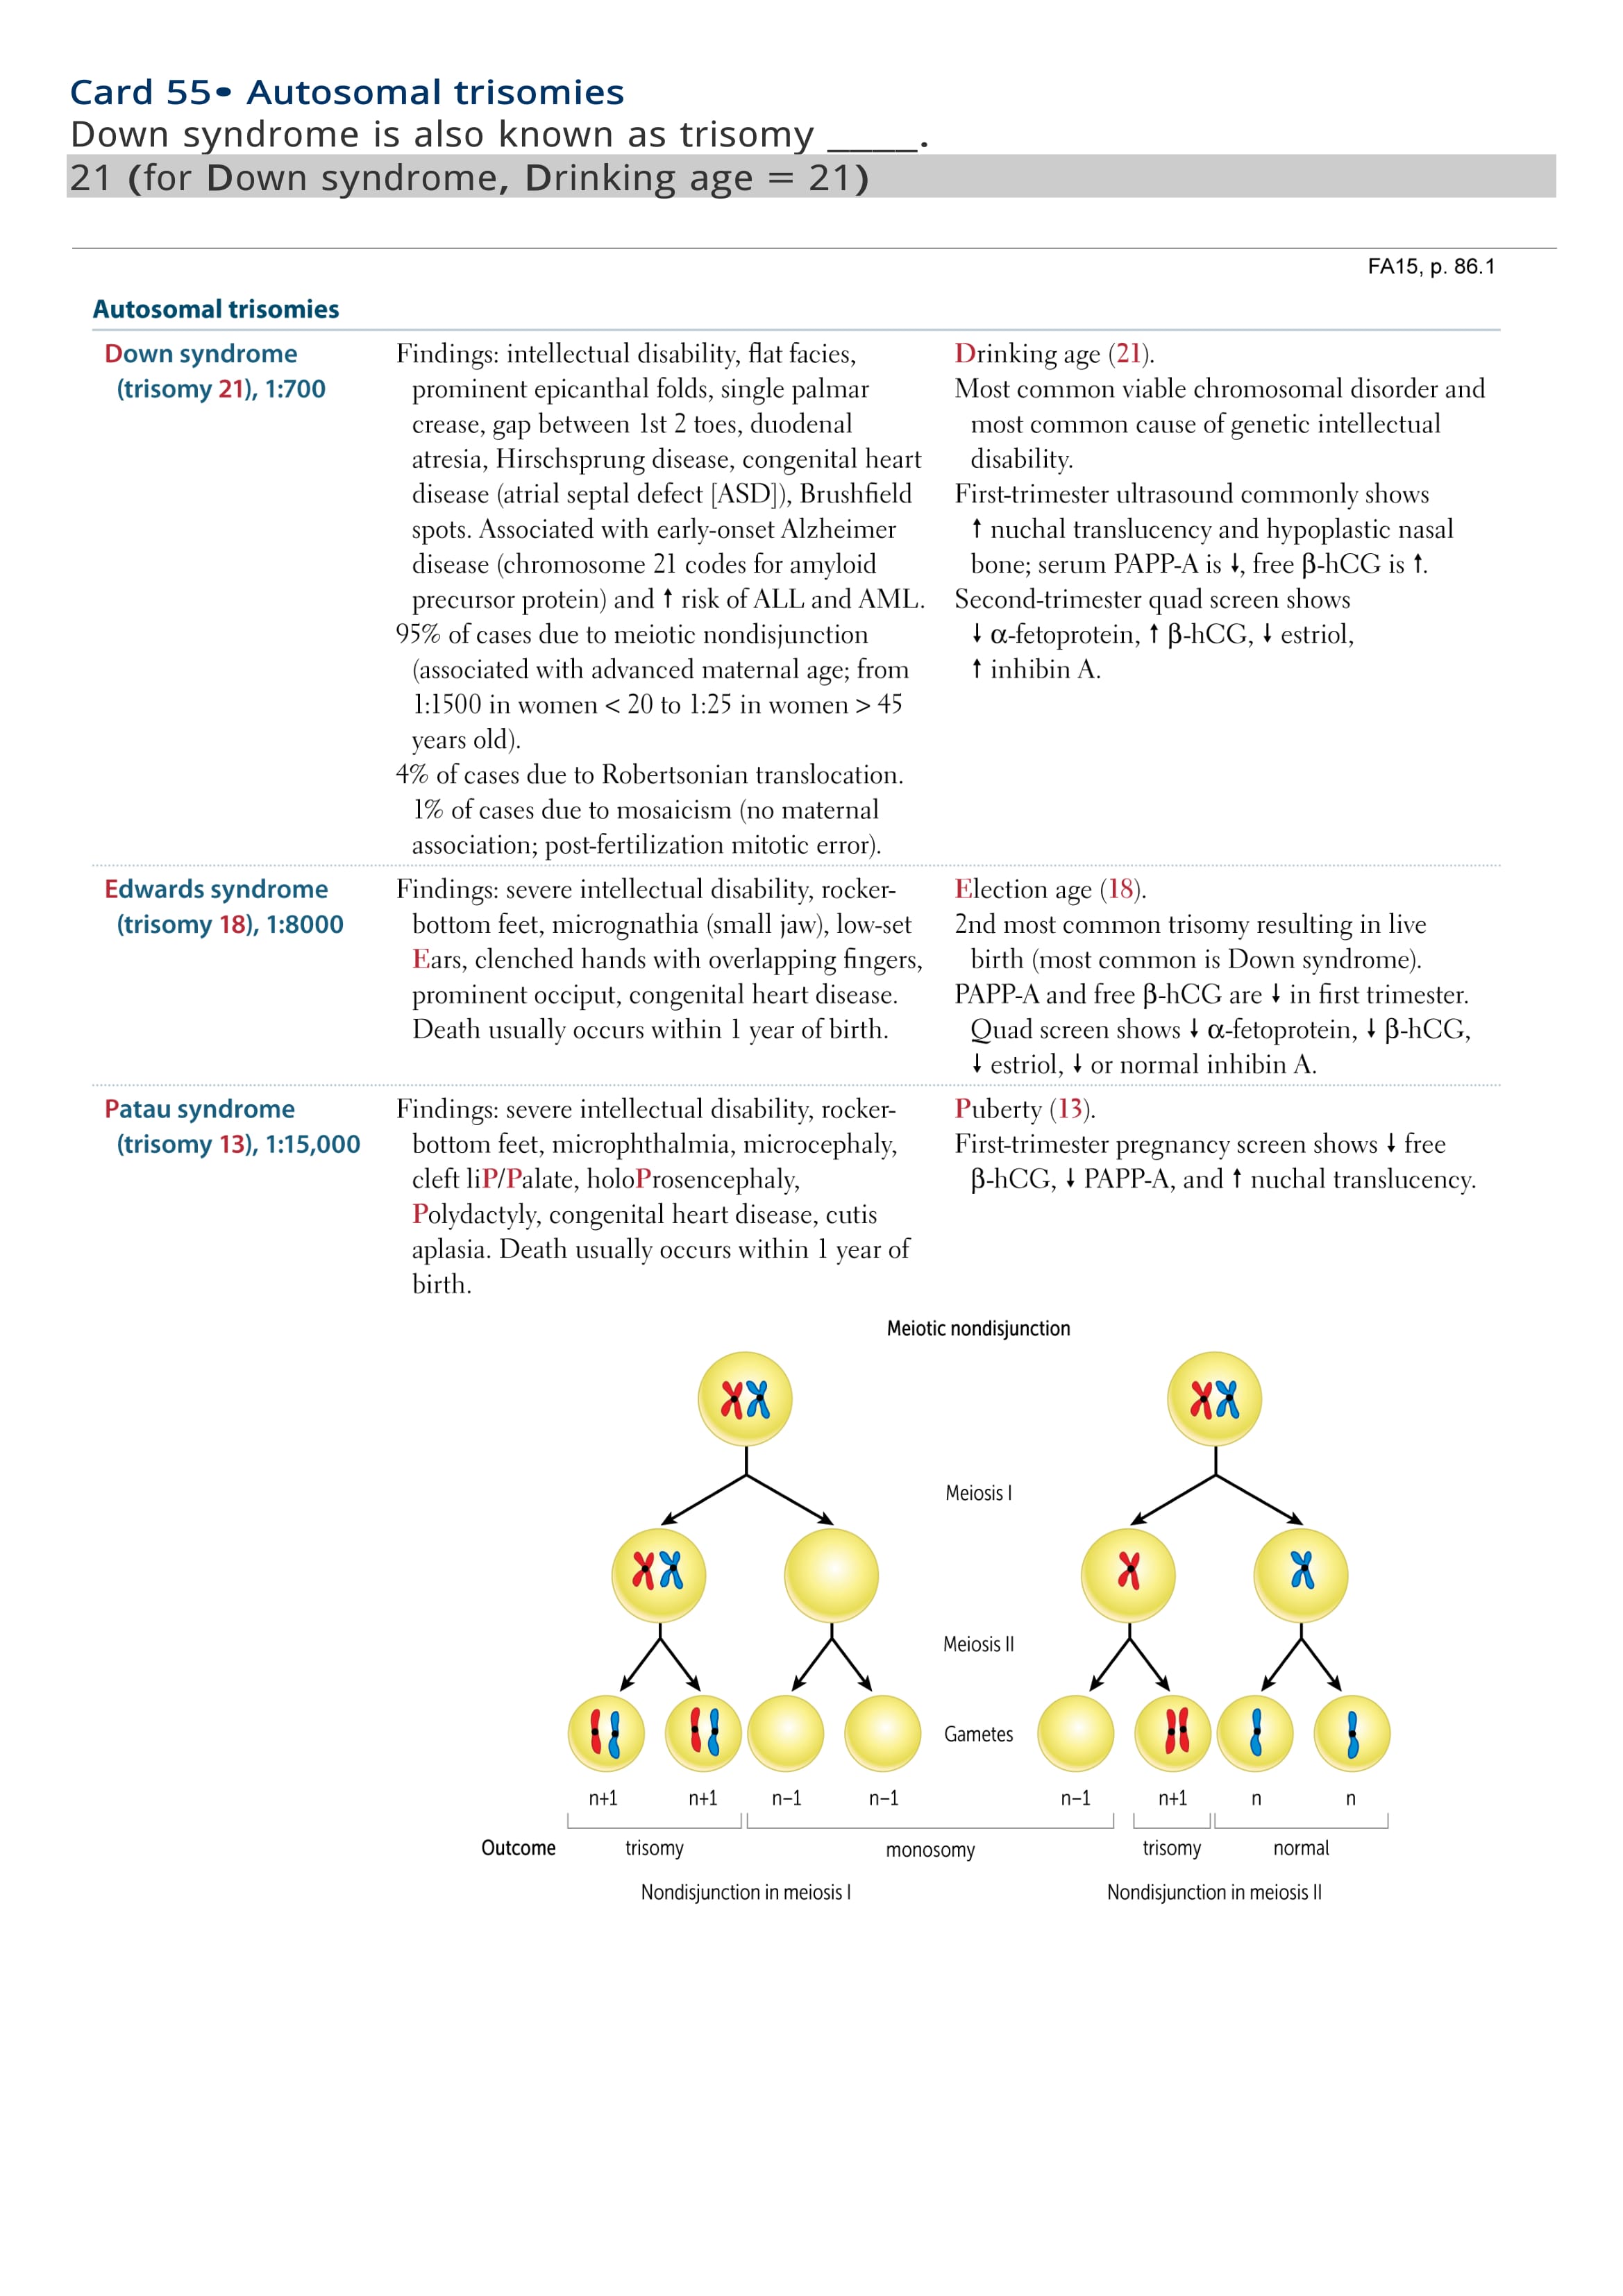 Card 55• Autosomal trisomies
Down syndrome is also known as trisomy ____.
21 (for Down syndrome, Drinking age = 21)
FA15, p. 86.1
Autosomal trisomies
Down syndrome
(trisomy 21), 1:700
Findings: intellectual disability, flat facies,
prominent epicanthal folds, single palmar
crease, gap between 1st 2 toes, duodenal
atresia, Hirschsprung disease, congenital heart
disease (atrial septal defect [ASD]), Brushfield
spots. Associated with early-onset Alzheimer
disease (chromosome 21 codes for amyloid
precursor protein) and ↑ risk of ALL and AML.
95% of cases due to meiotic nondisjunction
(associated with advanced maternal age; from
1:1500 in women < 20 to 1:25 in women > 45
years old).
4% of cases due to Robertsonian translocation.
1% of cases due to mosaicism (no maternal
association; post-fertilization mitotic error).
Drinking age (21).
Most common viable chromosomal disorder and
most common cause of genetic intellectual
disability.
First-trimester ultrasound commonly shows
↑ nuchal translucency and hypoplastic nasal
bone; serum PAPP-A is ↓, free β-hCG is ↑.
Second-trimester quad screen shows
↓ α-fetoprotein, ↑ β-hCG, ↓ estriol,
↑ inhibin A.
Edwards syndrome
(trisomy 18), 1:8000
Findings: severe intellectual disability, rocker-
bottom feet, micrognathia (small jaw), low-set
Ears, clenched hands with overlapping fingers,
prominent occiput, congenital heart disease.
Death usually occurs within 1 year of birth.
Election age (18).
2nd most common trisomy resulting in live
birth (most common is Down syndrome).
PAPP-A and free β-hCG are ↓ in first trimester.
Quad screen shows ↓ α-fetoprotein, ↓ β-hCG,
↓ estriol, ↓ or normal inhibin A.
Patau syndrome
(trisomy 13), 1:15,000
Findings: severe intellectual disability, rocker-
bottom feet, microphthalmia, microcephaly,
cleft liP/Palate, holoProsencephaly,
Polydactyly, congenital heart disease, cutis
aplasia. Death usually occurs within 1 year of
birth.
Puberty (13).
First-trimester pregnancy screen shows ↓ free
β-hCG, ↓ PAPP-A, and ↑ nuchal translucency.
Meiotic nondisjunction
Meiosis I
Meiosis II
Gametes
n+1 n+1 n−1 n−1 n−1 n+1 n n
Outcome trisomy monosomy trisomy normal
Nondisjunction in meiosis I Nondisjunction in meiosis II